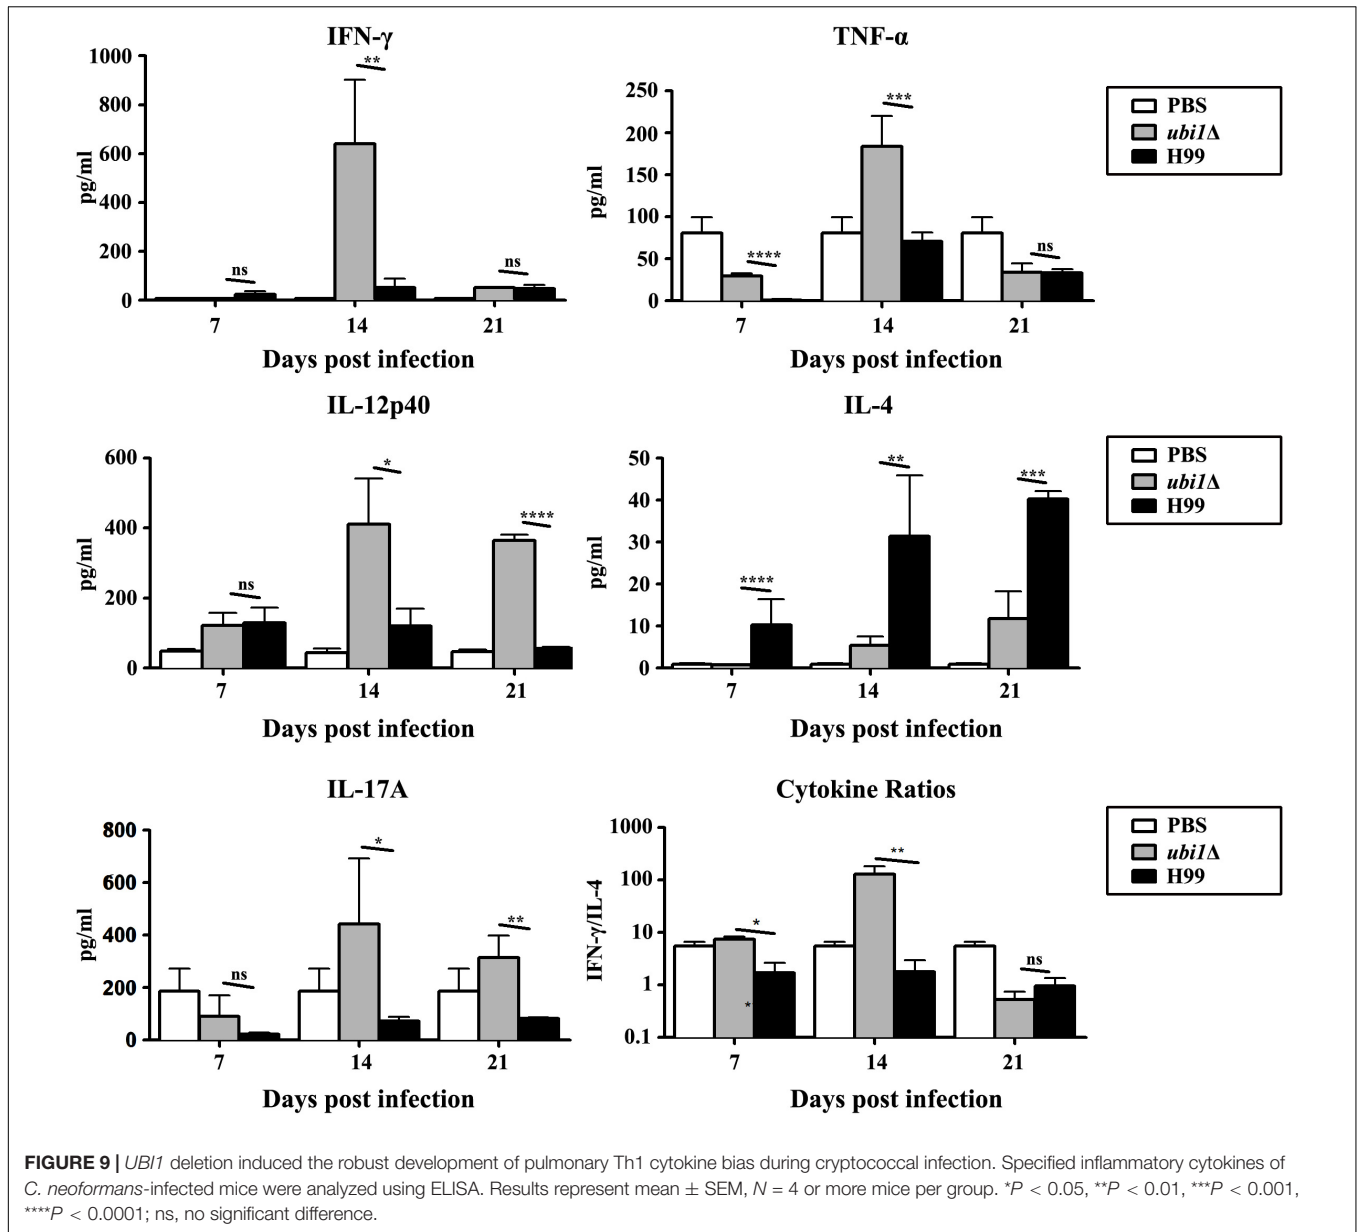 IFN-γ
1000
800
600
400
200
0
pg/ml
**
ns
ns
7 14 21
Days post infection
TNF-α
250
200
150
100
50
0
pg/ml
***
****
ns
7 14 21
Days post infection
PBS
ubi1Δ
H99
IL-12p40
600
400
200
0
pg/ml
*
****
ns
7 14 21
Days post infection
IL-4
50
40
30
20
10
0
pg/ml
**
***
****
7 14 21
Days post infection
PBS
ubi1Δ
H99
IL-17A
800
600
400
200
0
pg/ml
*
**
ns
7 14 21
Days post infection
Cytokine Ratios
1000
100
10
1
0.1
IFN-γ/IL-4
**
*
ns
*
7 14 21
Days post infection
PBS
ubi1Δ
H99
FIGURE 9 | UBI1 deletion induced the robust development of pulmonary Th1 cytokine bias during cryptococcal infection. Specified inflammatory cytokines of
C. neoformans-infected mice were analyzed using ELISA. Results represent mean ± SEM, N = 4 or more mice per group. *P < 0.05, **P < 0.01, ***P < 0.001,
****P < 0.0001; ns, no significant difference.